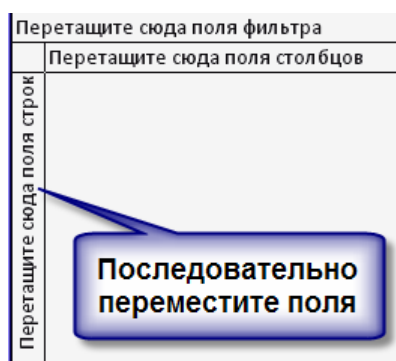 Перетащите сюда поля фильтра
Перетащите сюда поля столбцов
Перетащите сюда поля строк
Последовательно
переместите поля